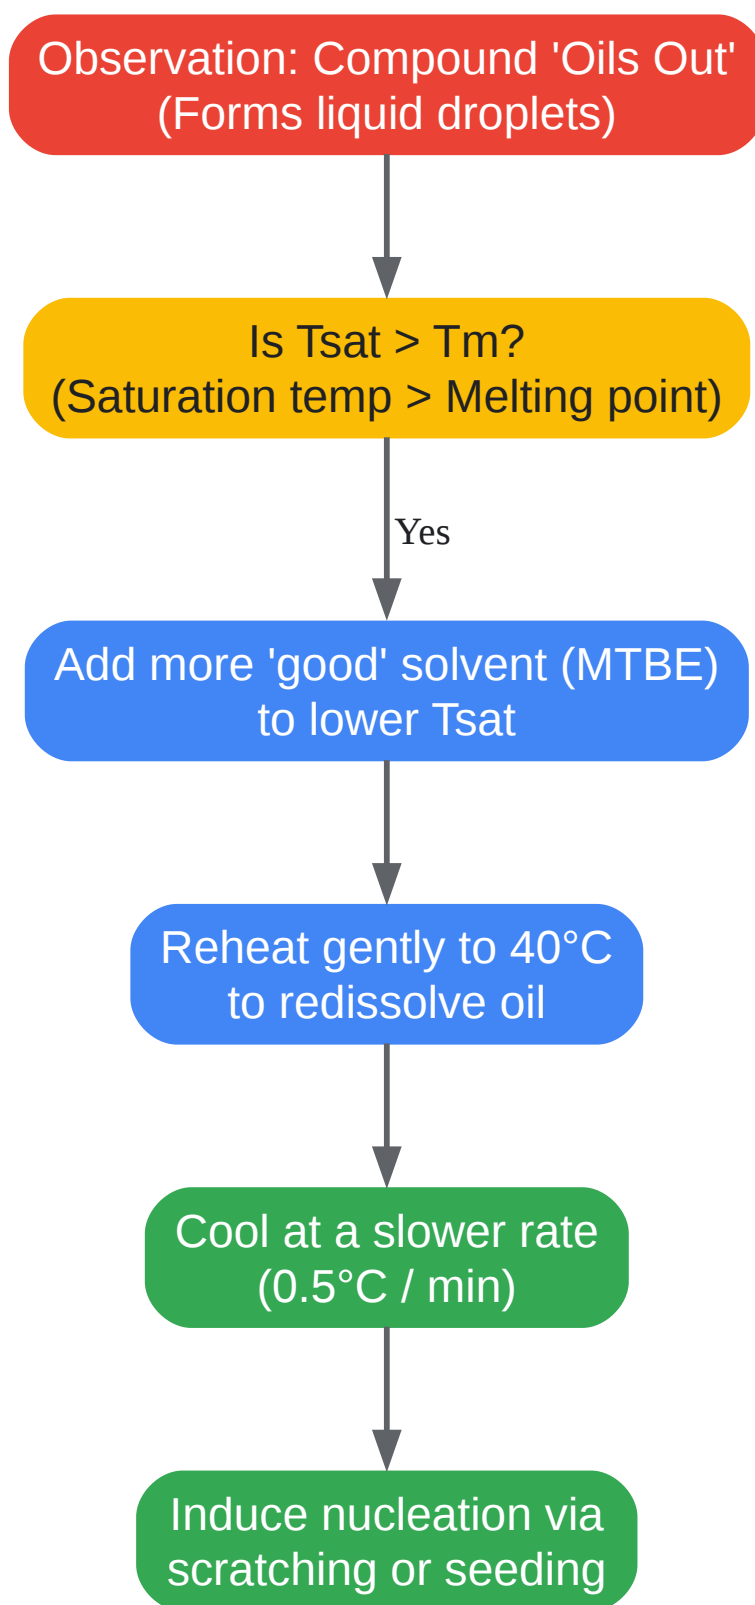 Observation: Compound 'Oils Out'
(Forms liquid droplets)
Is Tsat > Tm?
(Saturation temp > Melting point)
Yes
Add more 'good' solvent (MTBE)
to lower Tsat
Reheat gently to 40°C
to redissolve oil
Cool at a slower rate
(0.5°C / min)
Induce nucleation via
scratching or seeding